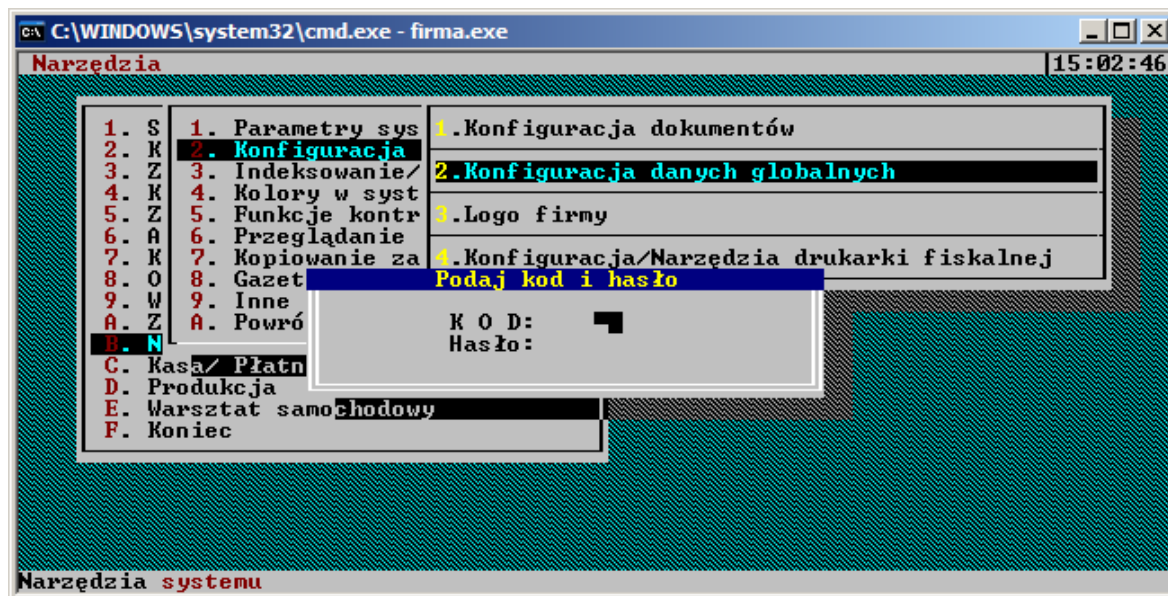 C:\WINDOWS\system32\cmd.exe - firma.exe
Narzędzia 15:02:46
1. S 1. Parametry sys 1.Konfiguracja dokumentów
2. K 2. Konfiguracja
3. Z 3. Indeksowanie/ 2.Konfiguracja danych globalnych
4. K 4. Kolory w syst
5. Z 5. Funkcje kontr 3.Logo firmy
6. A 6. Przeglądanie
7. K 7. Kopiowanie za 4.Konfiguracja/Narzędzia drukarki fiskalnej
8. O 8. Gazet Podaj kod i hasło
9. W 9. Inne
A. Z A. Powró K O D:
B. N Hasło:
C. Kasa/ Płatn
D. Produkcja
E. Warsztat samochodowy
F. Koniec
Narzędzia systemu